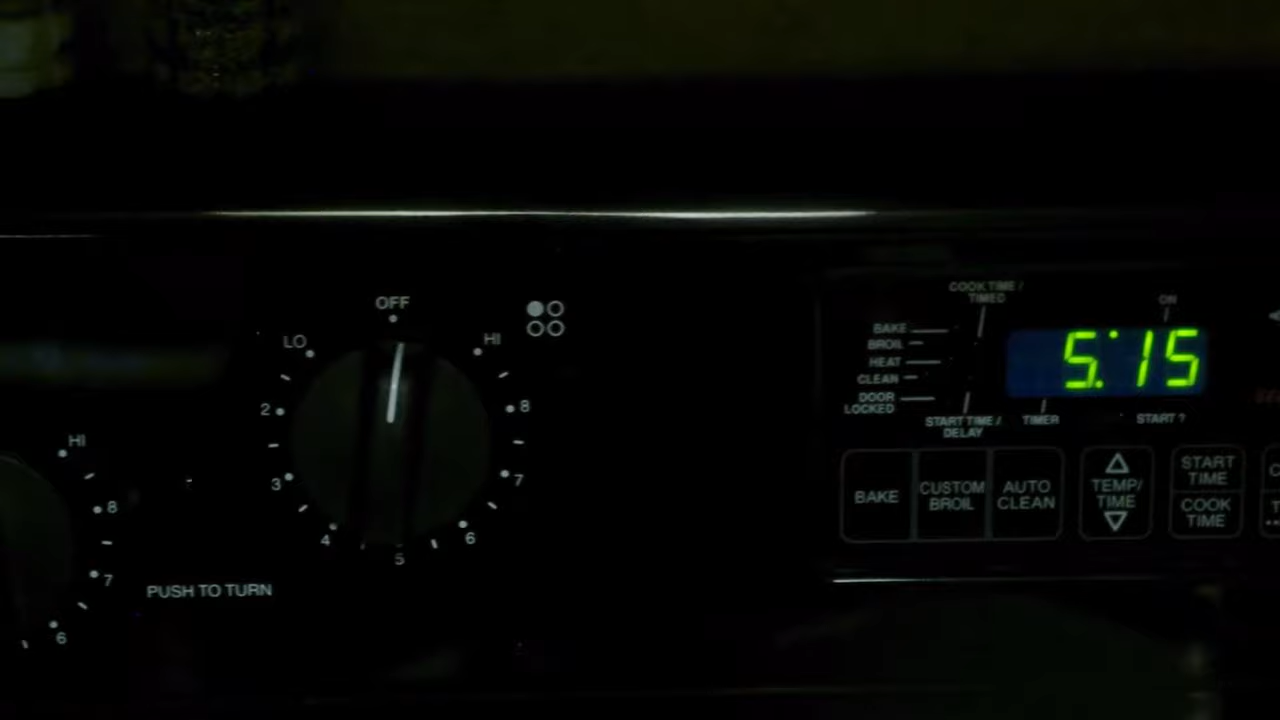 OFF
LO
HI
2
8
3
7
4
6
5
HI
8
7
6
PUSH TO TURN
COOK TIME /
TIMED
ON
BAKE
BROIL
HEAT
CLEAN
DOOR
LOCKED
5:15
START TIME /
DELAY
TIMER
START ?
BAKE
CUSTOM
BROIL
AUTO
CLEAN
TEMP/
TIME
START
TIME
COOK
TIME